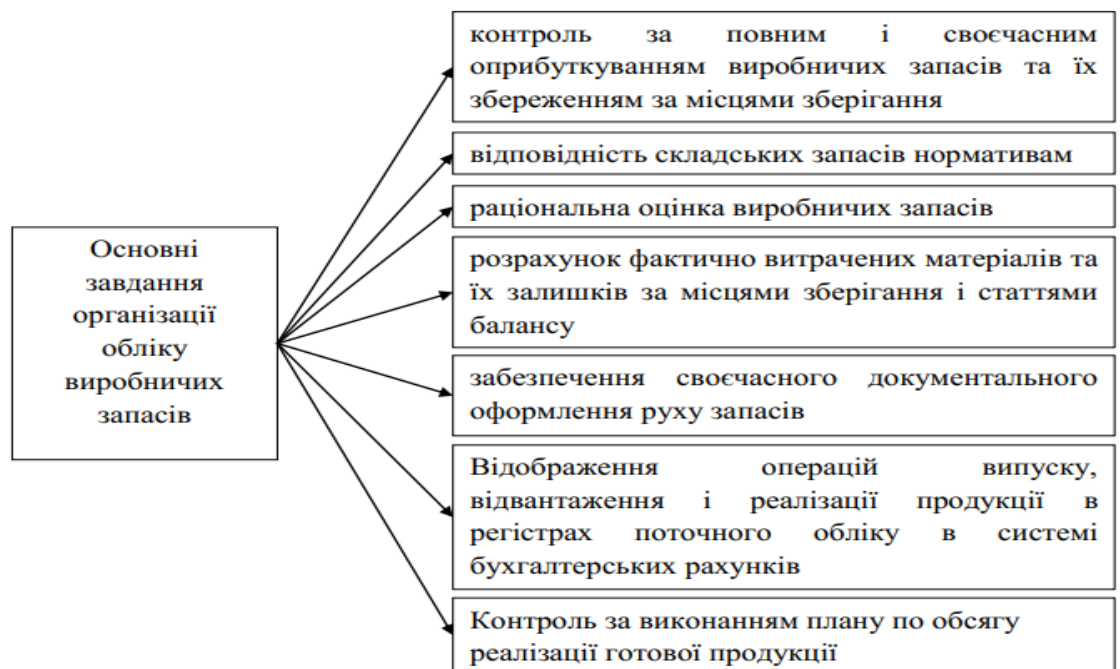 Основні
завдання
організації
обліку
виробничих
запасів
контроль за повним і своєчасним
оприбуткуванням виробничих запасів та їх
збереженням за місцями зберігання
відповідність складських запасів нормативам
раціональна оцінка виробничих запасів
розрахунок фактично витрачених матеріалів та
їх залишків за місцями зберігання і статтями
балансу
забезпечення своєчасного документального
оформлення руху запасів
Відображення операцій випуску,
відвантаження і реалізації продукції в
регістрах поточного обліку в системі
бухгалтерських рахунків
Контроль за виконанням плану по обсягу
реалізації готової продукції